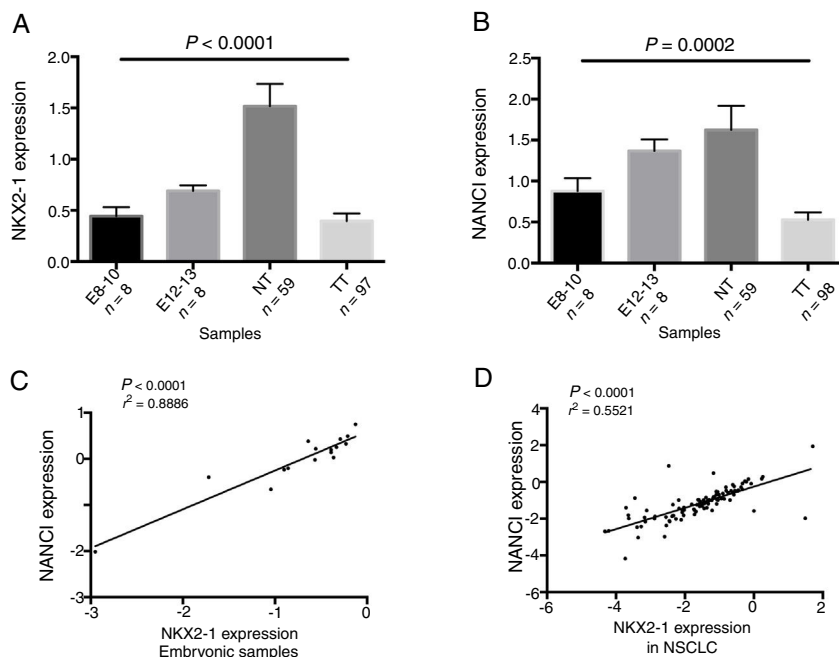 A
P < 0.0001
2.0
1.5
1.0
0.5
0.0
NKX2-1 expression
E8-10
n = 8
E12-13
n = 8
NT
n = 59
TT
n = 97
Samples
B
P = 0.0002
2.5
2.0
1.5
1.0
0.5
0.0
NANCI expression
E8-10
n = 8
E12-13
n = 8
NT
n = 59
TT
n = 98
Samples
C
P < 0.0001
r² = 0.8886
1
0
-1
-2
-3
NANCI expression
-3 -2 -1 0
NKX2-1 expression
Embryonic samples
D
P < 0.0001
r² = 0.5521
4
2
0
-2
-4
-6
NANCI expression
-6 -4 -2 0 2
NKX2-1 expression
in NSCLC